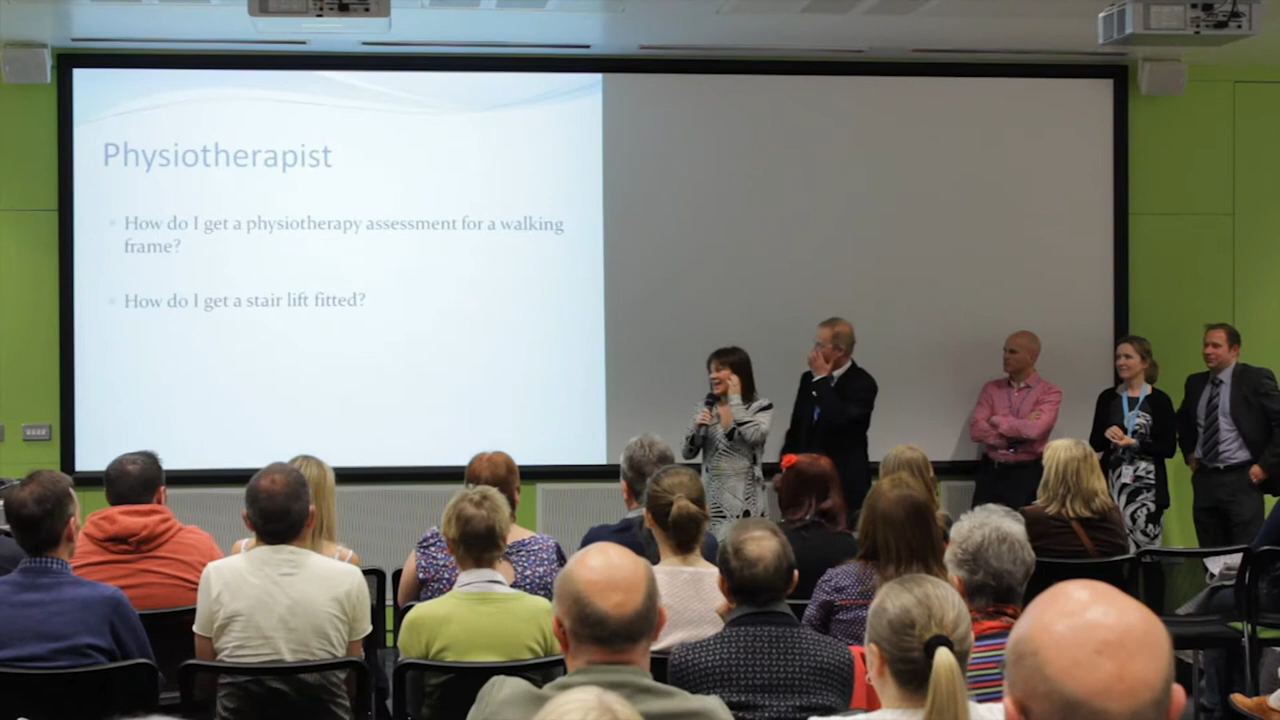 Physiotherapist
How do I get a physiotherapy assessment for a walking
frame?
How do I get a stair lift fitted?